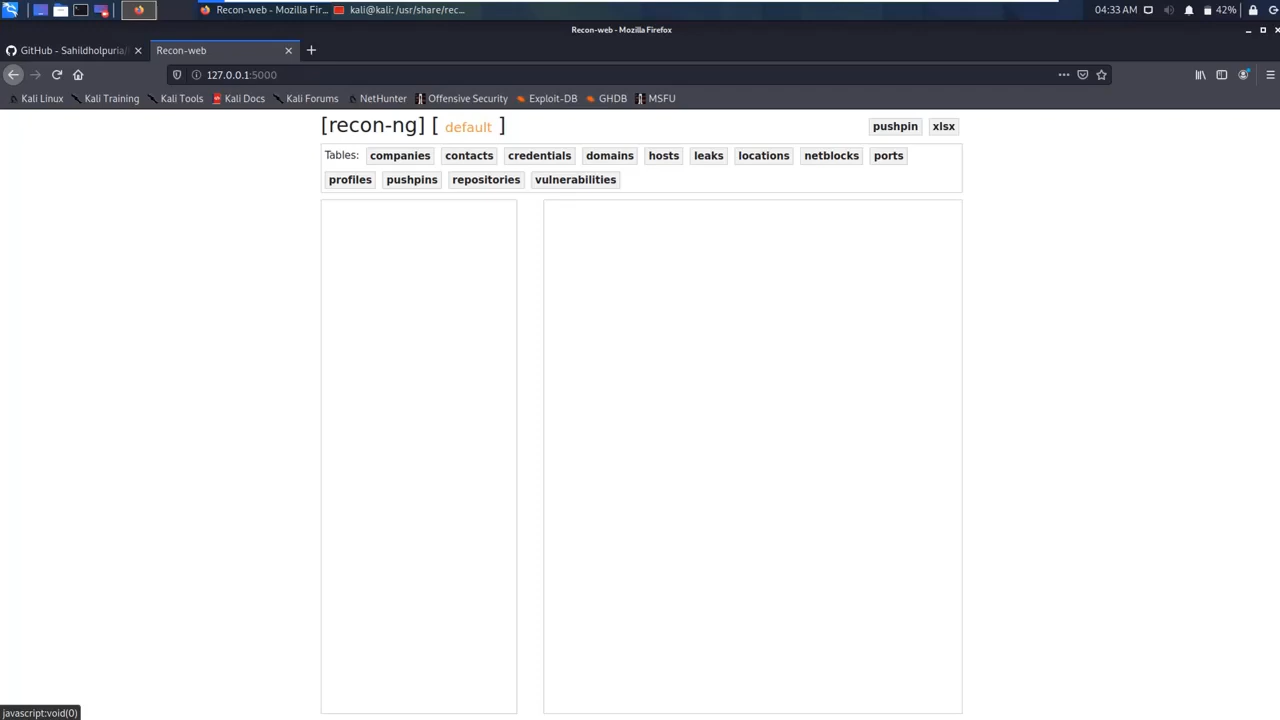 Recon-web - Mozilla Fir... kali@kali: /usr/share/rec... 04:33 AM 42%
Recon-web - Mozilla Firefox
GitHub - Sahildholpuria/ Recon-web
127.0.0.1:5000
Kali Linux Kali Training Kali Tools Kali Docs Kali Forums NetHunter Offensive Security Exploit-DB GHDB MSFU
[recon-ng] [ default ] pushpin xlsx
Tables: companies contacts credentials domains hosts leaks locations netblocks ports
profiles pushpins repositories vulnerabilities
javascript:void(0)